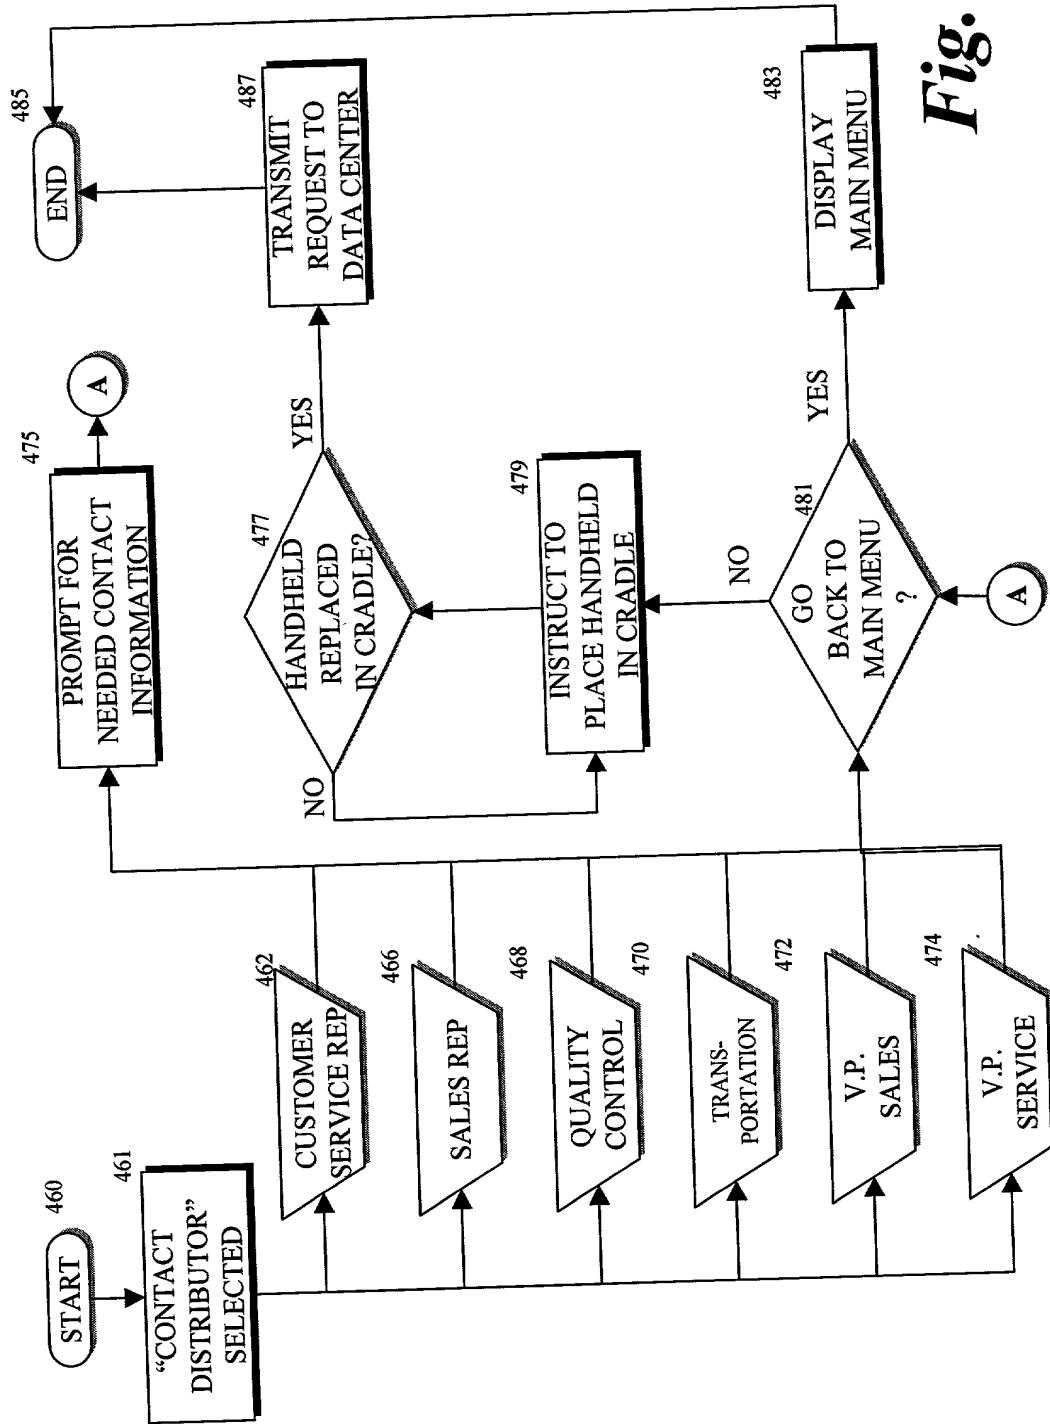 START
460
"CONTACT
DISTRIBUTOR"
SELECTED
461
CUSTOMER
SERVICE REP
462
SALES REP
466
QUALITY
CONTROL
468
TRANS-
PORTATION
470
V.P.
SALES
472
V.P.
SERVICE
474
PROMPT FOR
NEEDED CONTACT
INFORMATION
475
A
HANDHELD
REPLACED
IN CRADLE?
477
NO
YES
INSTRUCT TO
PLACE HANDHELD
IN CRADLE
479
GO
BACK TO
MAIN MENU
?
481
NO
YES
A
END
485
TRANSMIT
REQUEST TO
DATA CENTER
487
DISPLAY
MAIN MENU
483
Fig.